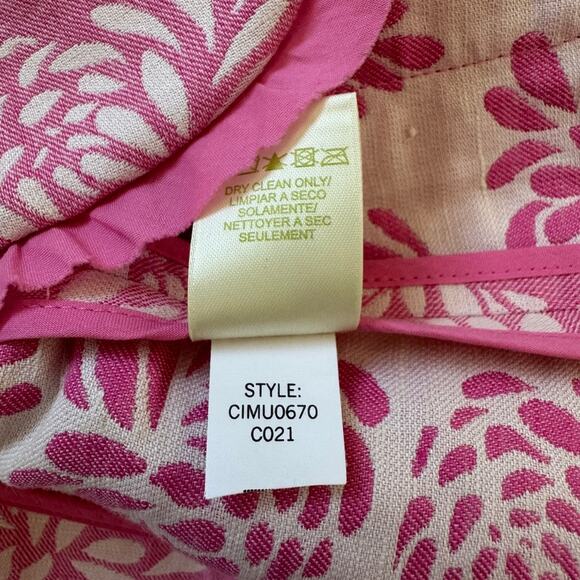 DRY CLEAN ONLY/
LIMPIAR A SECO
SOLAMENTE/
NETTOYER A SEC
SEULEMENT
STYLE:
CIMU0670
C021